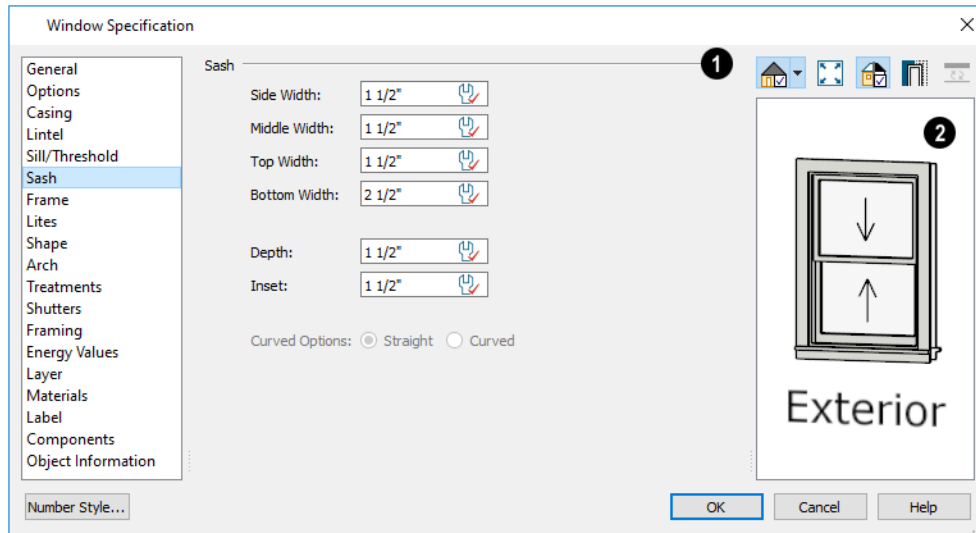 Window Specification
General
Options
Casing
Lintel
Sill/Threshold
Sash
Frame
Lites
Shape
Arch
Treatments
Shutters
Framing
Energy Values
Layer
Materials
Label
Components
Object Information
Sash
1
Side Width: 1 1/2"
Middle Width: 1 1/2"
Top Width: 1 1/2"
Bottom Width: 2 1/2"
Depth: 1 1/2"
Inset: 1 1/2"
Curved Options: Straight Curved
2
Exterior
Number Style... OK Cancel Help